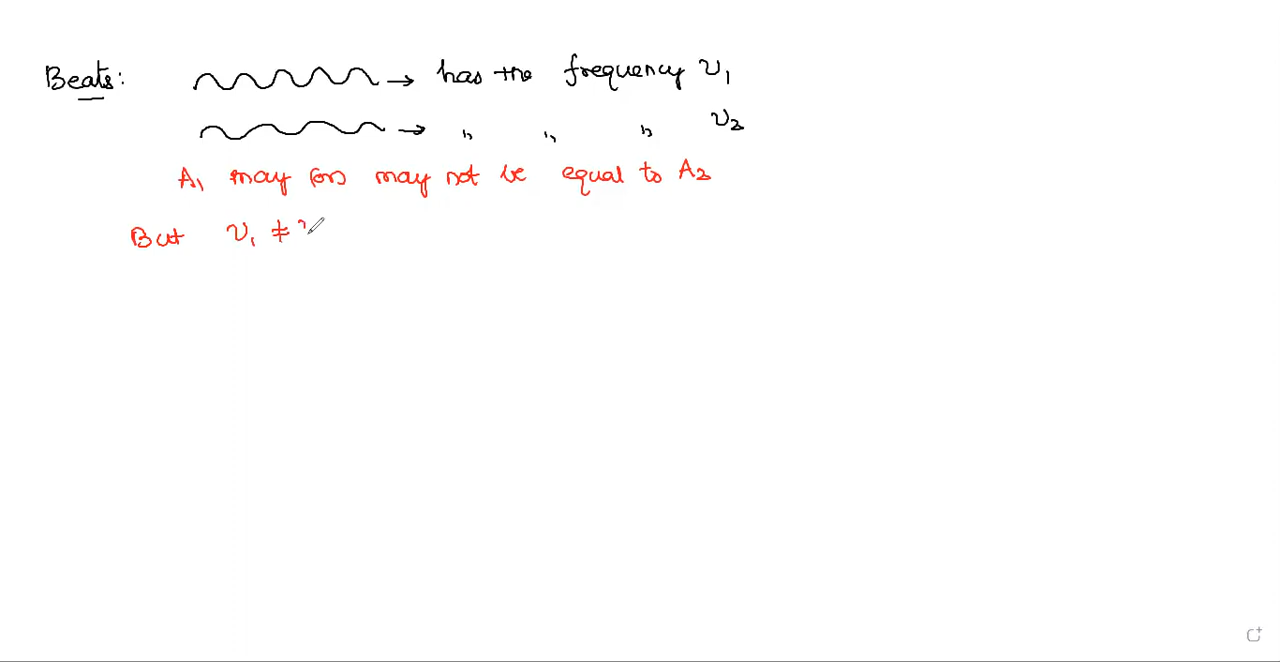 Beats: → has the frequency ν1
→ " " " ν2
A1 may (or) may not be equal to A2
But ν1 ≠